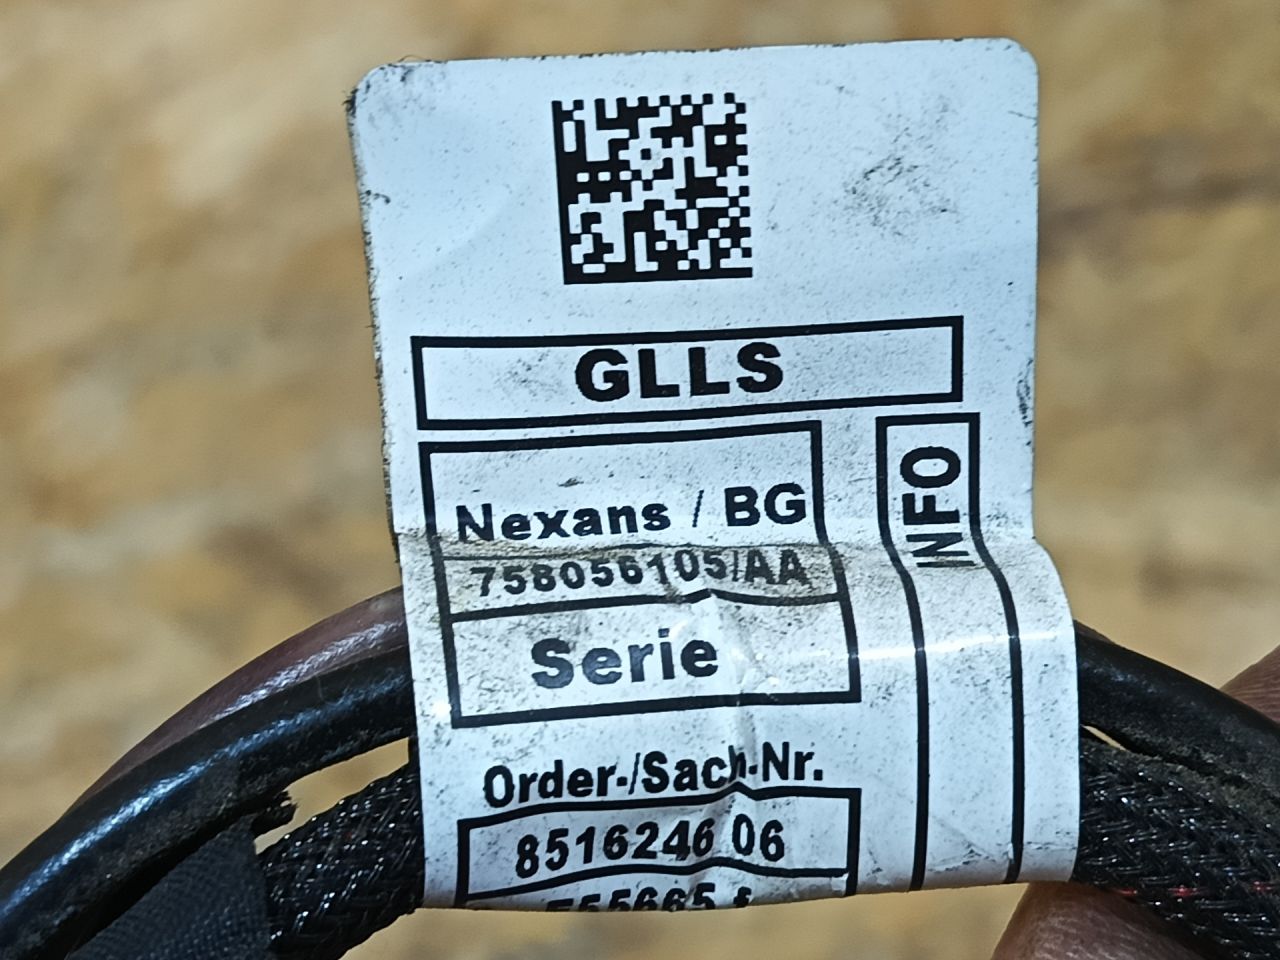 GLLS
INFO
Nexans / BG
758056105/AA
Serie
Order-/Sach-Nr.
8516246 06